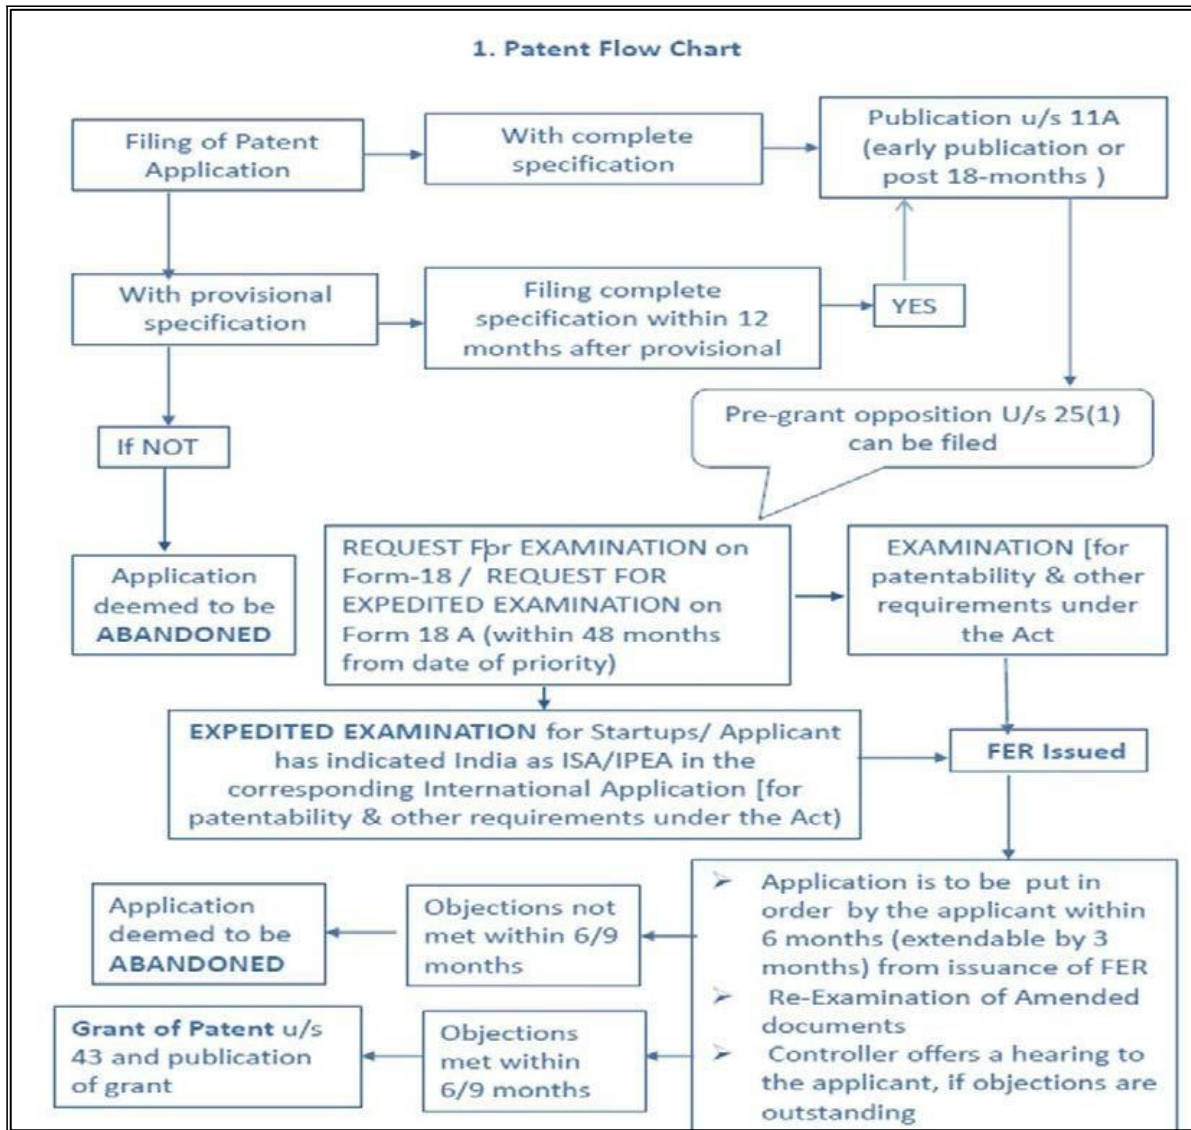 1. Patent Flow Chart
Filing of Patent
Application
With complete
specification
Publication u/s 11A
(early publication or
post 18-months )
With provisional
specification
Filing complete
specification within 12
months after provisional
YES
If NOT
Pre-grant opposition U/s 25(1)
can be filed
Application
deemed to be
ABANDONED
REQUEST For EXAMINATION on
Form-18 / REQUEST FOR
EXPEDITED EXAMINATION on
Form 18 A (within 48 months
from date of priority)
EXAMINATION [for
patentability & other
requirements under
the Act
EXPEDITED EXAMINATION for Startups/ Applicant
has indicated India as ISA/IPEA in the
corresponding International Application [for
patentability & other requirements under the Act)
FER Issued
➢ Application is to be put in
order by the applicant within
6 months (extendable by 3
months) from issuance of FER
➢ Re-Examination of Amended
documents
➢ Controller offers a hearing to
the applicant, if objections are
outstanding
Objections not
met within 6/9
months
Application
deemed to be
ABANDONED
Objections
met within
6/9 months
Grant of Patent u/s
43 and publication
of grant